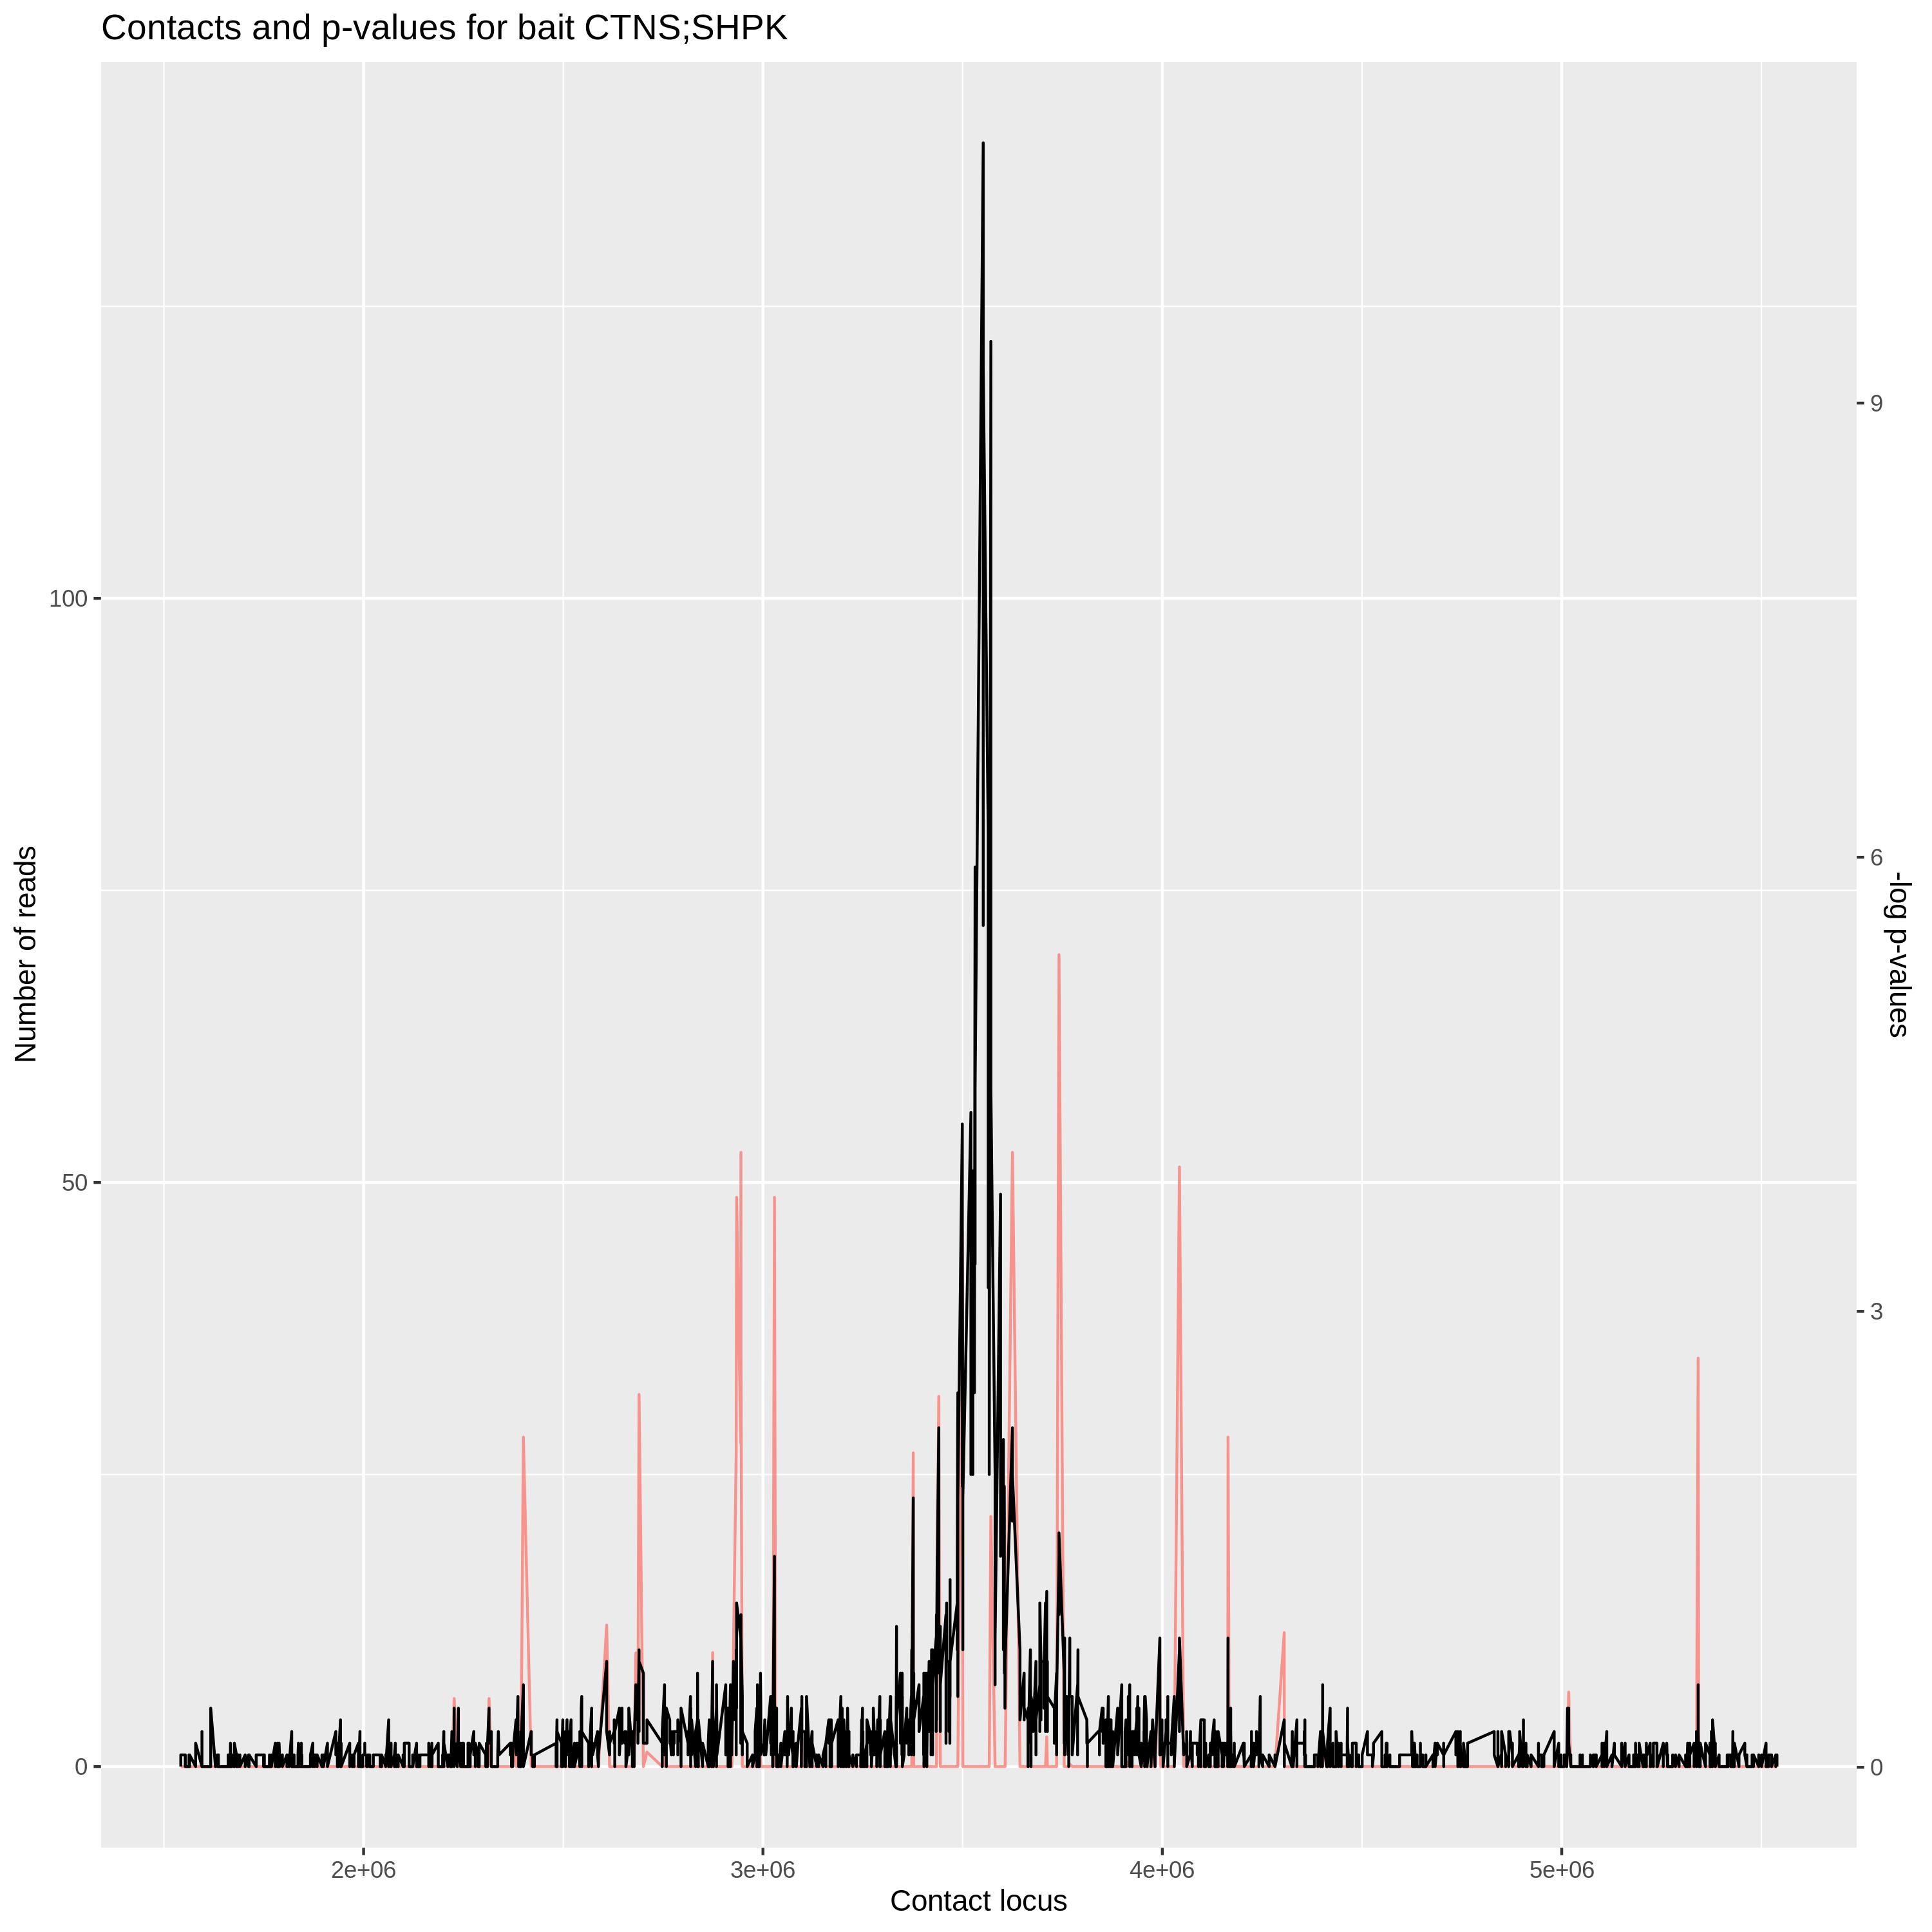 Contacts and p-values for bait CTNS;SHPK
Number of reads
100
50
0
9
6
3
0
-log p-values
2e+06
3e+06
4e+06
5e+06
Contact locus